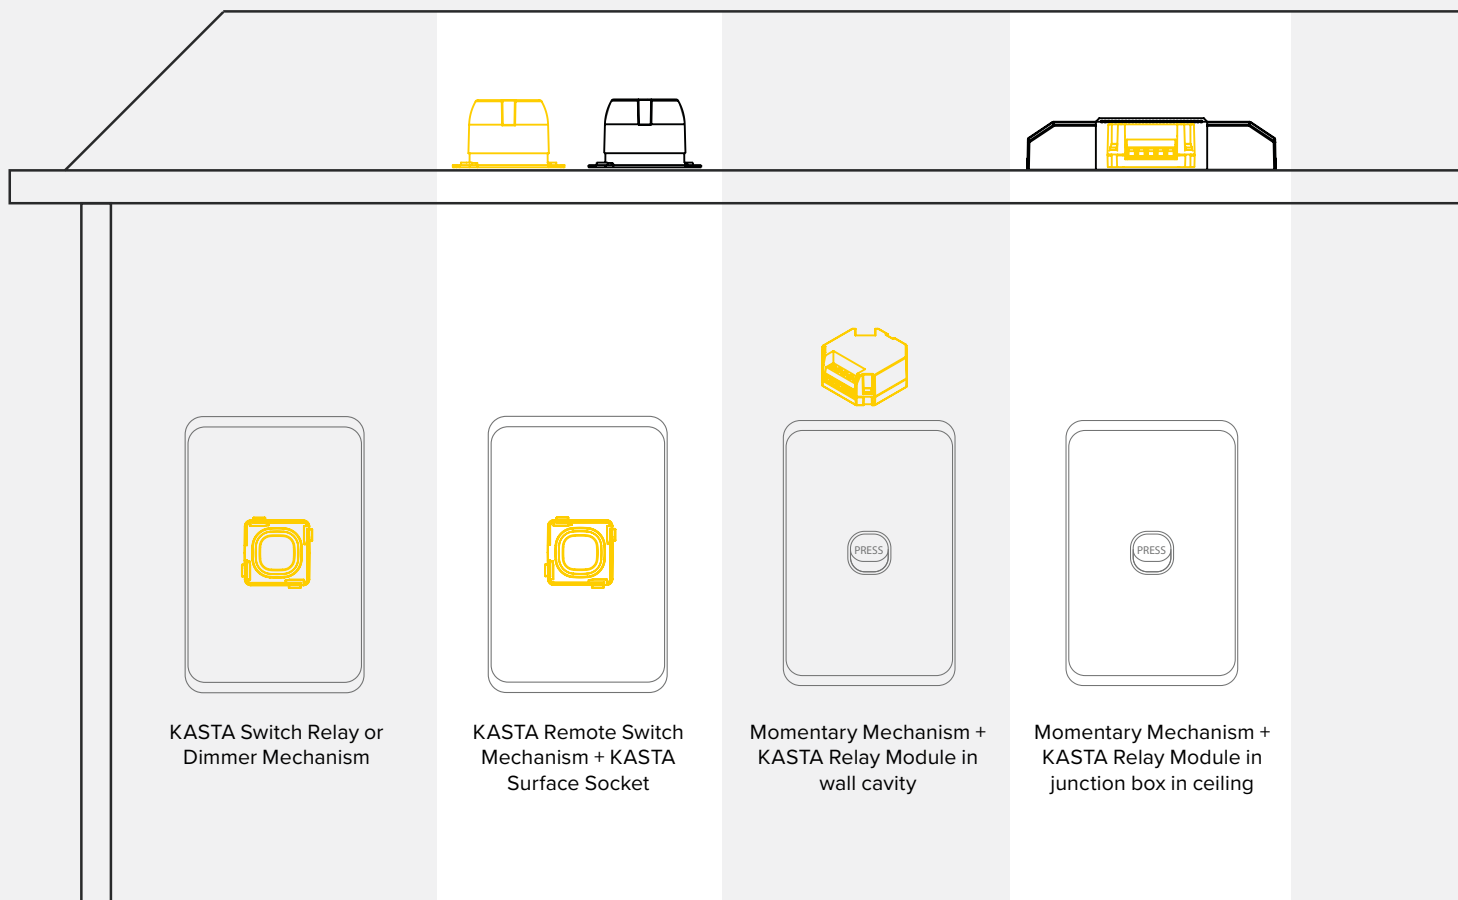 PRESS
PRESS
KASTA Switch Relay or
Dimmer Mechanism
KASTA Remote Switch
Mechanism + KASTA
Surface Socket
Momentary Mechanism +
KASTA Relay Module in
wall cavity
Momentary Mechanism +
KASTA Relay Module in
junction box in ceiling